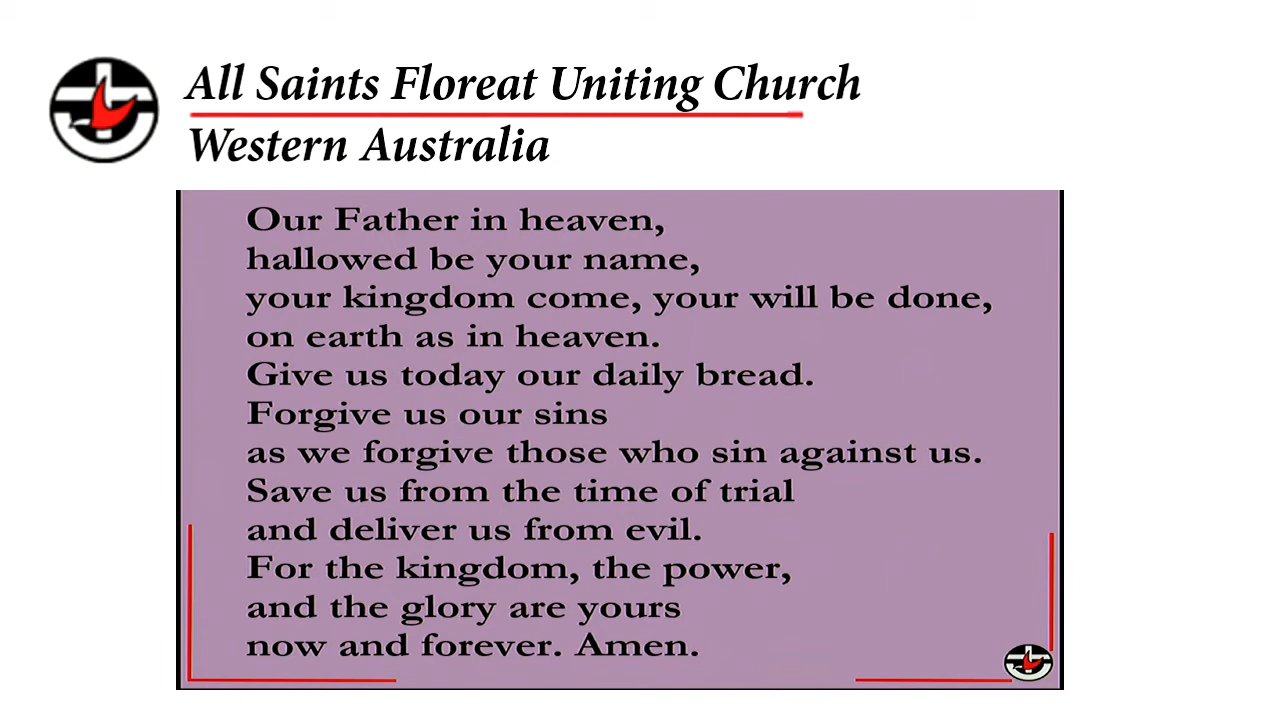 All Saints Floreat Uniting Church
Western Australia
Our Father in heaven,
hallowed be your name,
your kingdom come, your will be done,
on earth as in heaven.
Give us today our daily bread.
Forgive us our sins
as we forgive those who sin against us.
Save us from the time of trial
and deliver us from evil.
For the kingdom, the power,
and the glory are yours
now and forever. Amen.